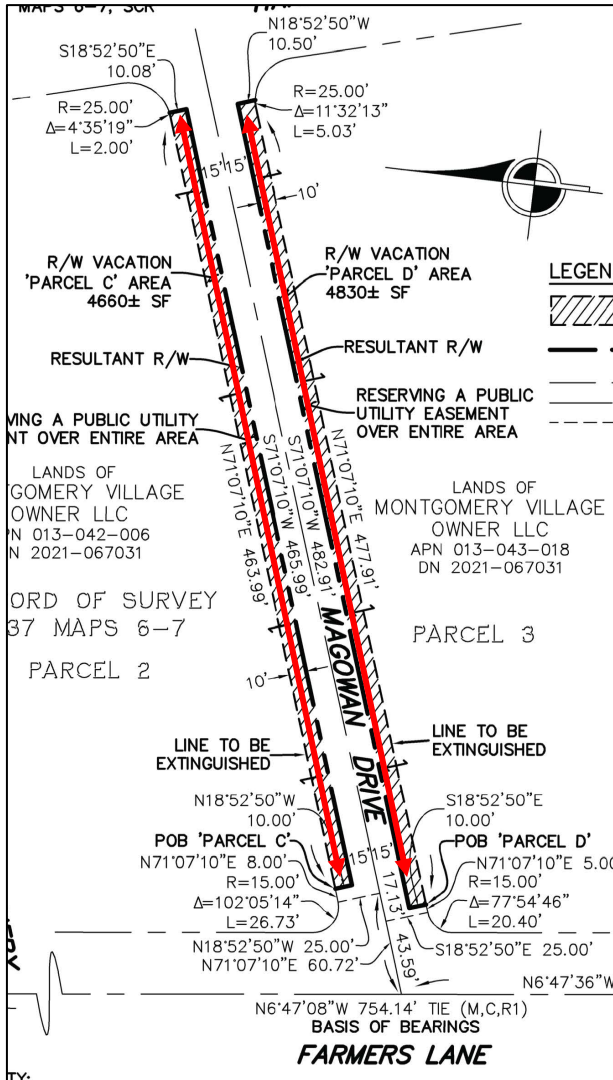 MAPS 6-7, SCR
N18°52'50"W
10.50'
S18°52'50"E
10.08'
R=25.00'
Δ=4°35'19"
L=2.00'
R=25.00'
Δ=11°32'13"
L=5.03'
15' 15'
10'
R/W VACATION
'PARCEL C' AREA
4660± SF
R/W VACATION
'PARCEL D' AREA
4830± SF
LEGEN
RESULTANT R/W
RESULTANT R/W
VING A PUBLIC UTILITY
NT OVER ENTIRE AREA
RESERVING A PUBLIC
UTILITY EASEMENT
OVER ENTIRE AREA
N71°07'10"E 463.99'
S71°07'10"W 465.99'
S71°07'10"W 482.91'
N71°07'10"E 477.91'
LANDS OF
TGOMERY VILLAGE
OWNER LLC
PN 013-042-006
N 2021-067031
LANDS OF
MONTGOMERY VILLAGE
OWNER LLC
APN 013-043-018
DN 2021-067031
ORD OF SURVEY
37 MAPS 6-7
PARCEL 2
PARCEL 3
MAGOWAN DRIVE
10'
LINE TO BE
EXTINGUISHED
LINE TO BE
EXTINGUISHED
N18°52'50"W
10.00'
S18°52'50"E
10.00'
POB 'PARCEL C'
N71°07'10"E 8.00'
R=15.00'
Δ=102°05'14"
L=26.73'
15' 15'
POB 'PARCEL D'
N71°07'10"E 5.00
R=15.00'
Δ=77°54'46"
L=20.40'
17.13'
43.59'
N18°52'50"W 25.00'
N71°07'10"E 60.72'
S18°52'50"E 25.00'
N6°47'36"W
N6°47'08"W 754.14' TIE (M,C,R1)
BASIS OF BEARINGS
FARMERS LANE
TY: